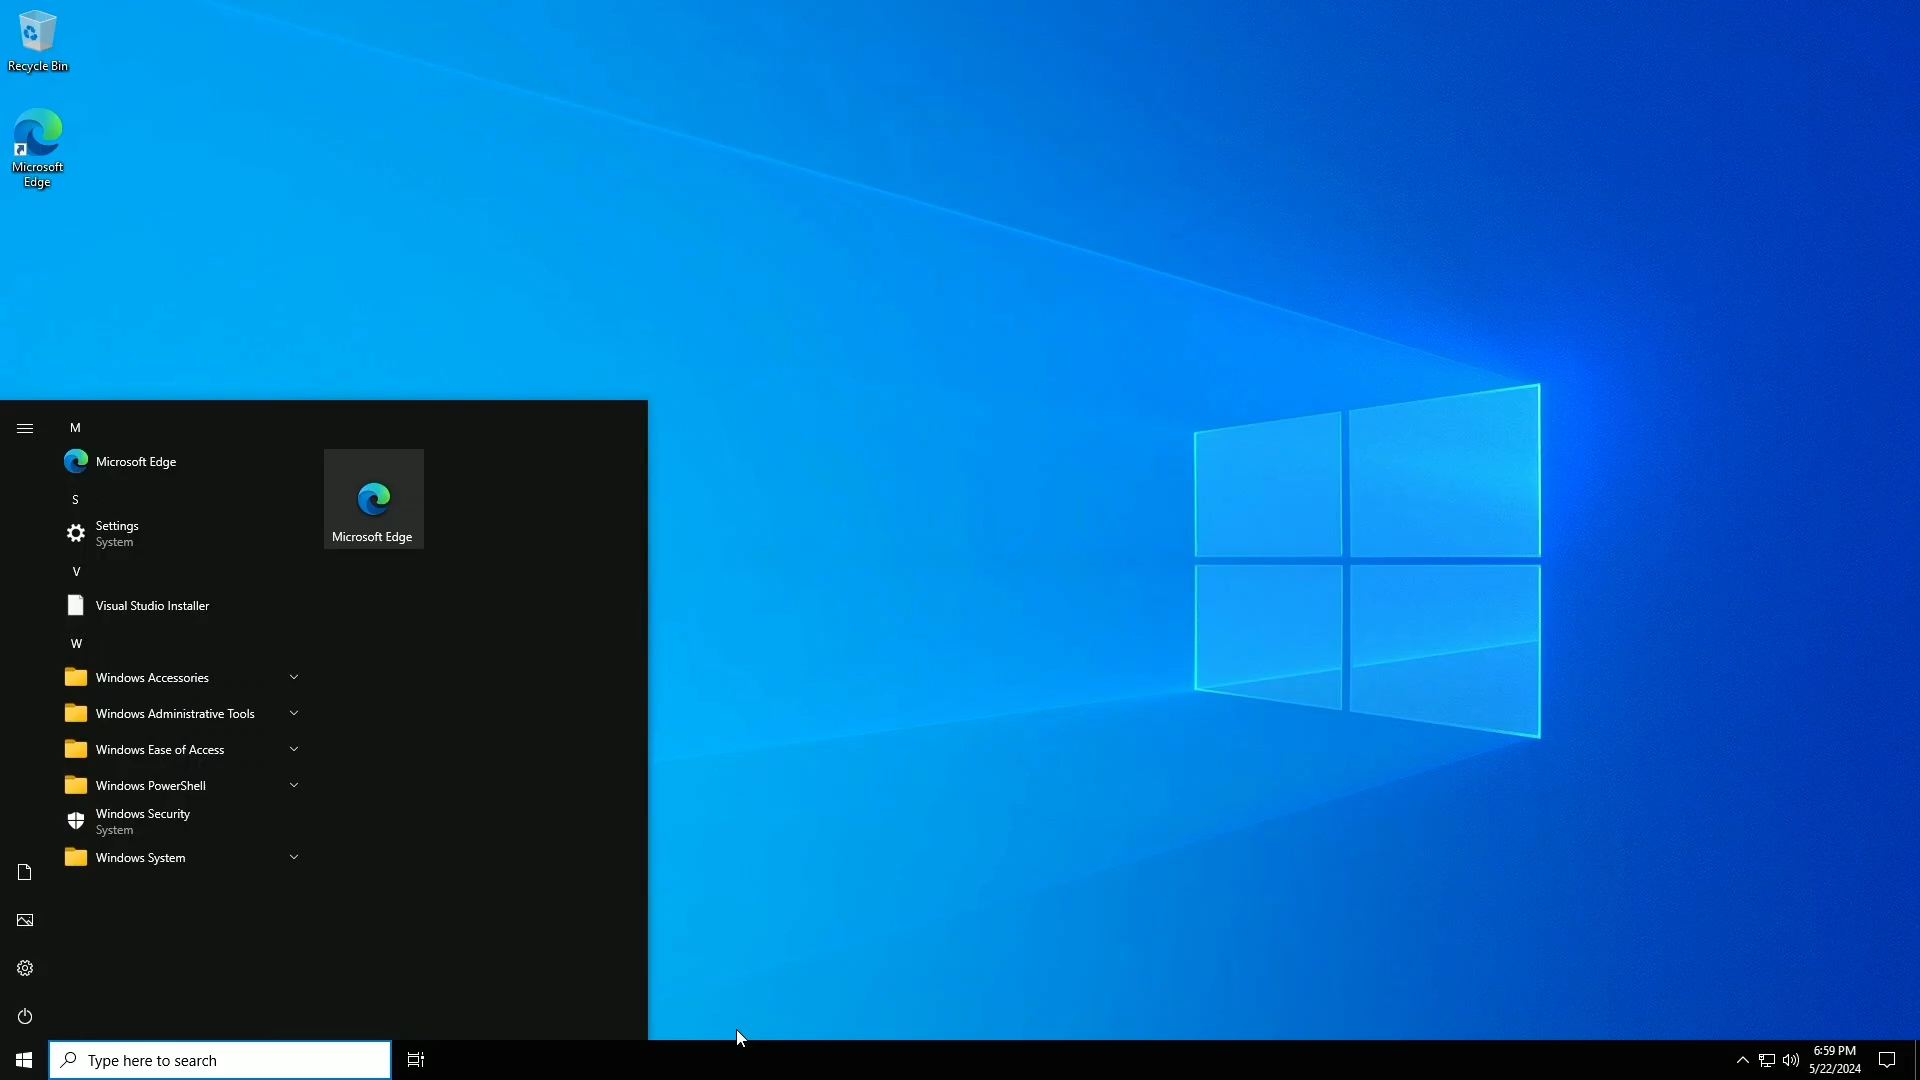 Recycle Bin
Microsoft
Edge
M
Microsoft Edge
S
Settings
System
V
Visual Studio Installer
W
Windows Accessories
Windows Administrative Tools
Windows Ease of Access
Windows PowerShell
Windows Security
System
Windows System
Microsoft Edge
Type here to search
6:59 PM
5/22/2024